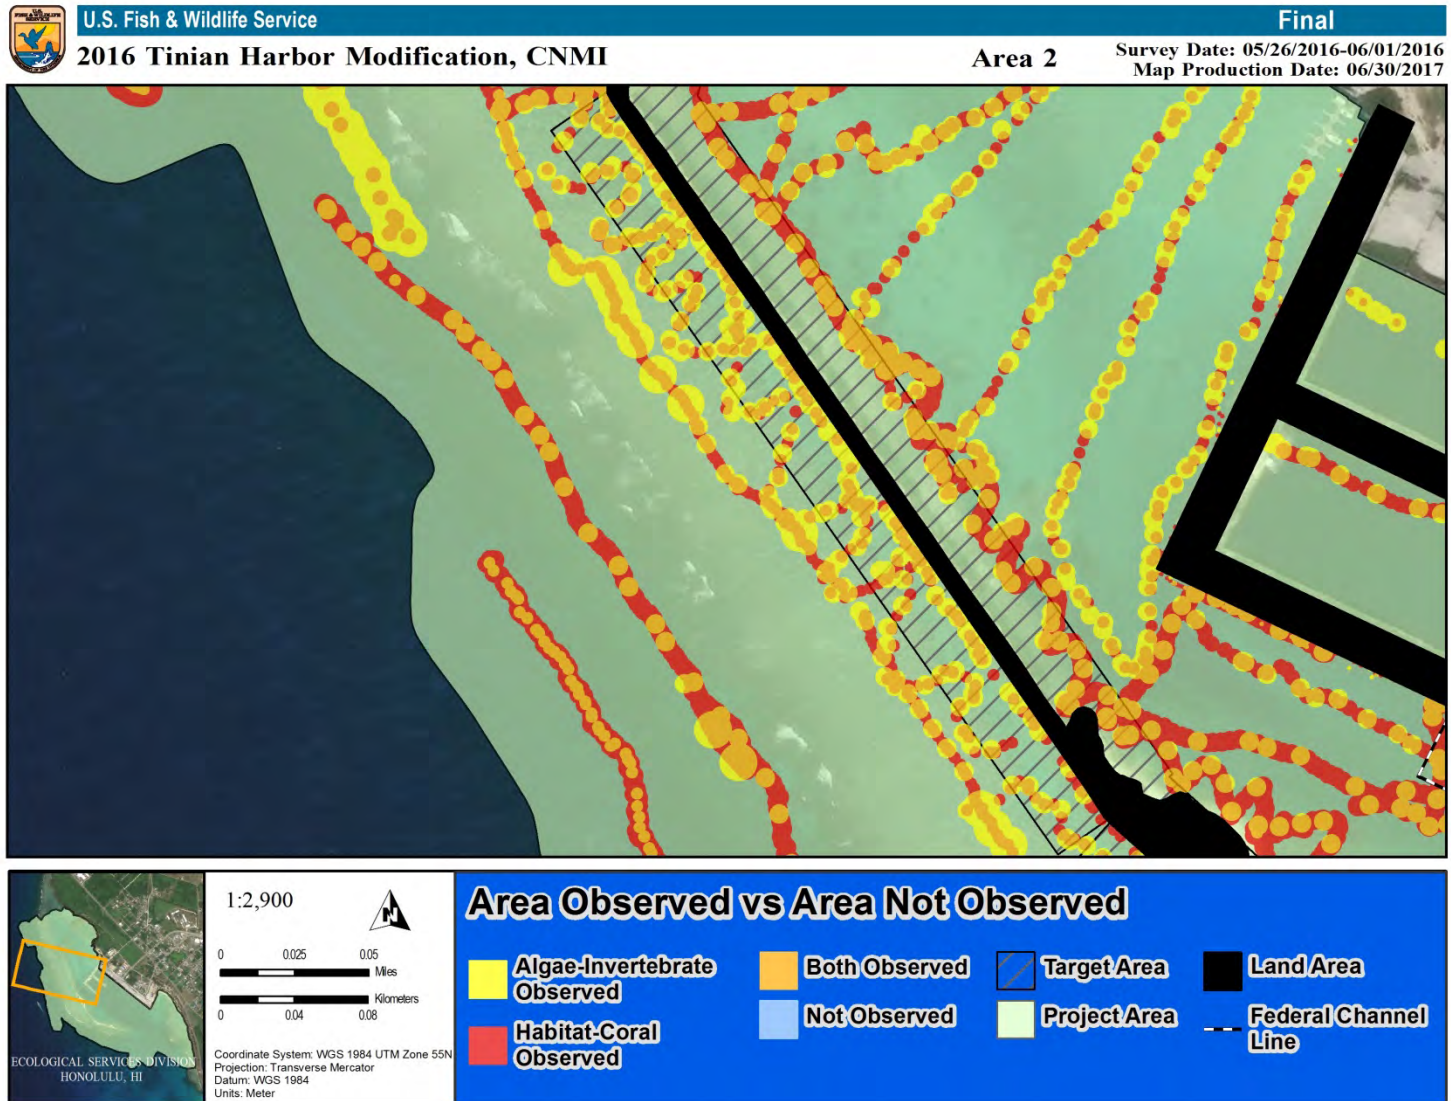 U.S.
FISH & WILDLIFE
SERVICE
U.S. Fish & Wildlife Service
Final
2016 Tinian Harbor Modification, CNMI
Area 2
Survey Date: 05/26/2016-06/01/2016
Map Production Date: 06/30/2017
ECOLOGICAL SERVICES DIVISION
HONOLULU, HI
1:2,900
N
0 0.025 0.05
Miles
Kilometers
0 0.04 0.08
Coordinate System: WGS 1984 UTM Zone 55N
Projection: Transverse Mercator
Datum: WGS 1984
Units: Meter
Area Observed vs Area Not Observed
Algae-Invertebrate
Observed
Habitat-Coral
Observed
Both Observed
Not Observed
Target Area
Project Area
Land Area
Federal Channel
Line